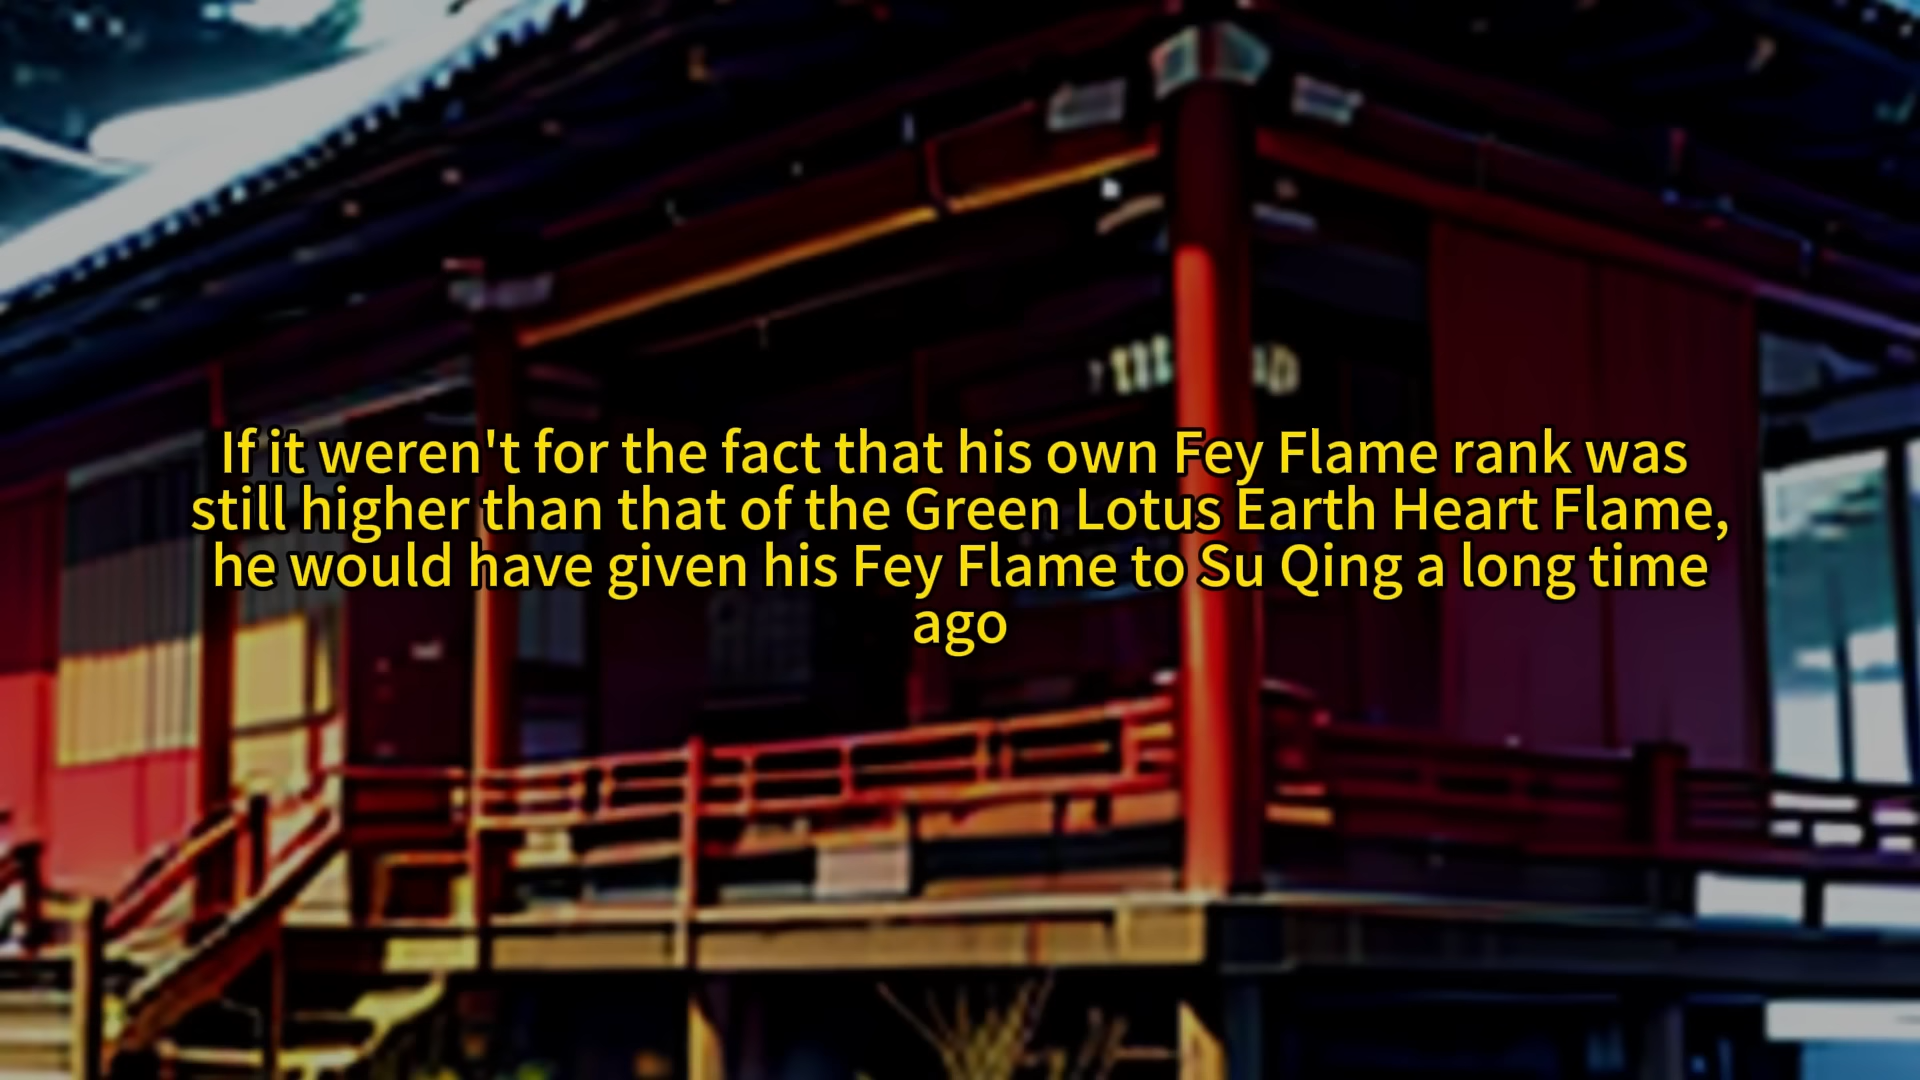 If it weren't for the fact that his own Fey Flame rank was
still higher than that of the Green Lotus Earth Heart Flame,
he would have given his Fey Flame to Su Qing a long time
ago